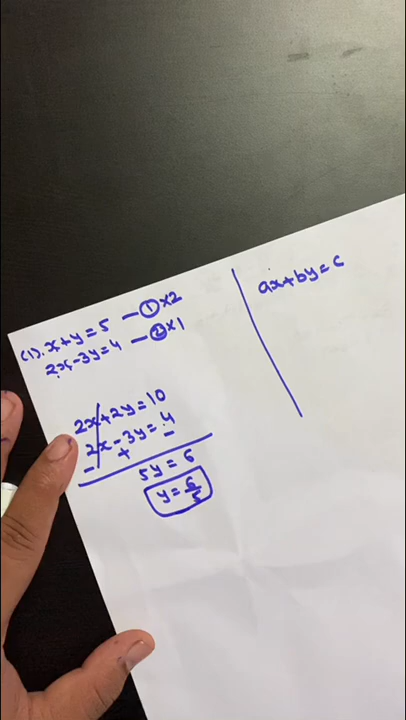 (1). x+y=5 — ① ×2
2x-3y=4 — ② ×1
2x+2y=10
2x-3y=4
- + -
5y=6
y=6/5
ax+by=c